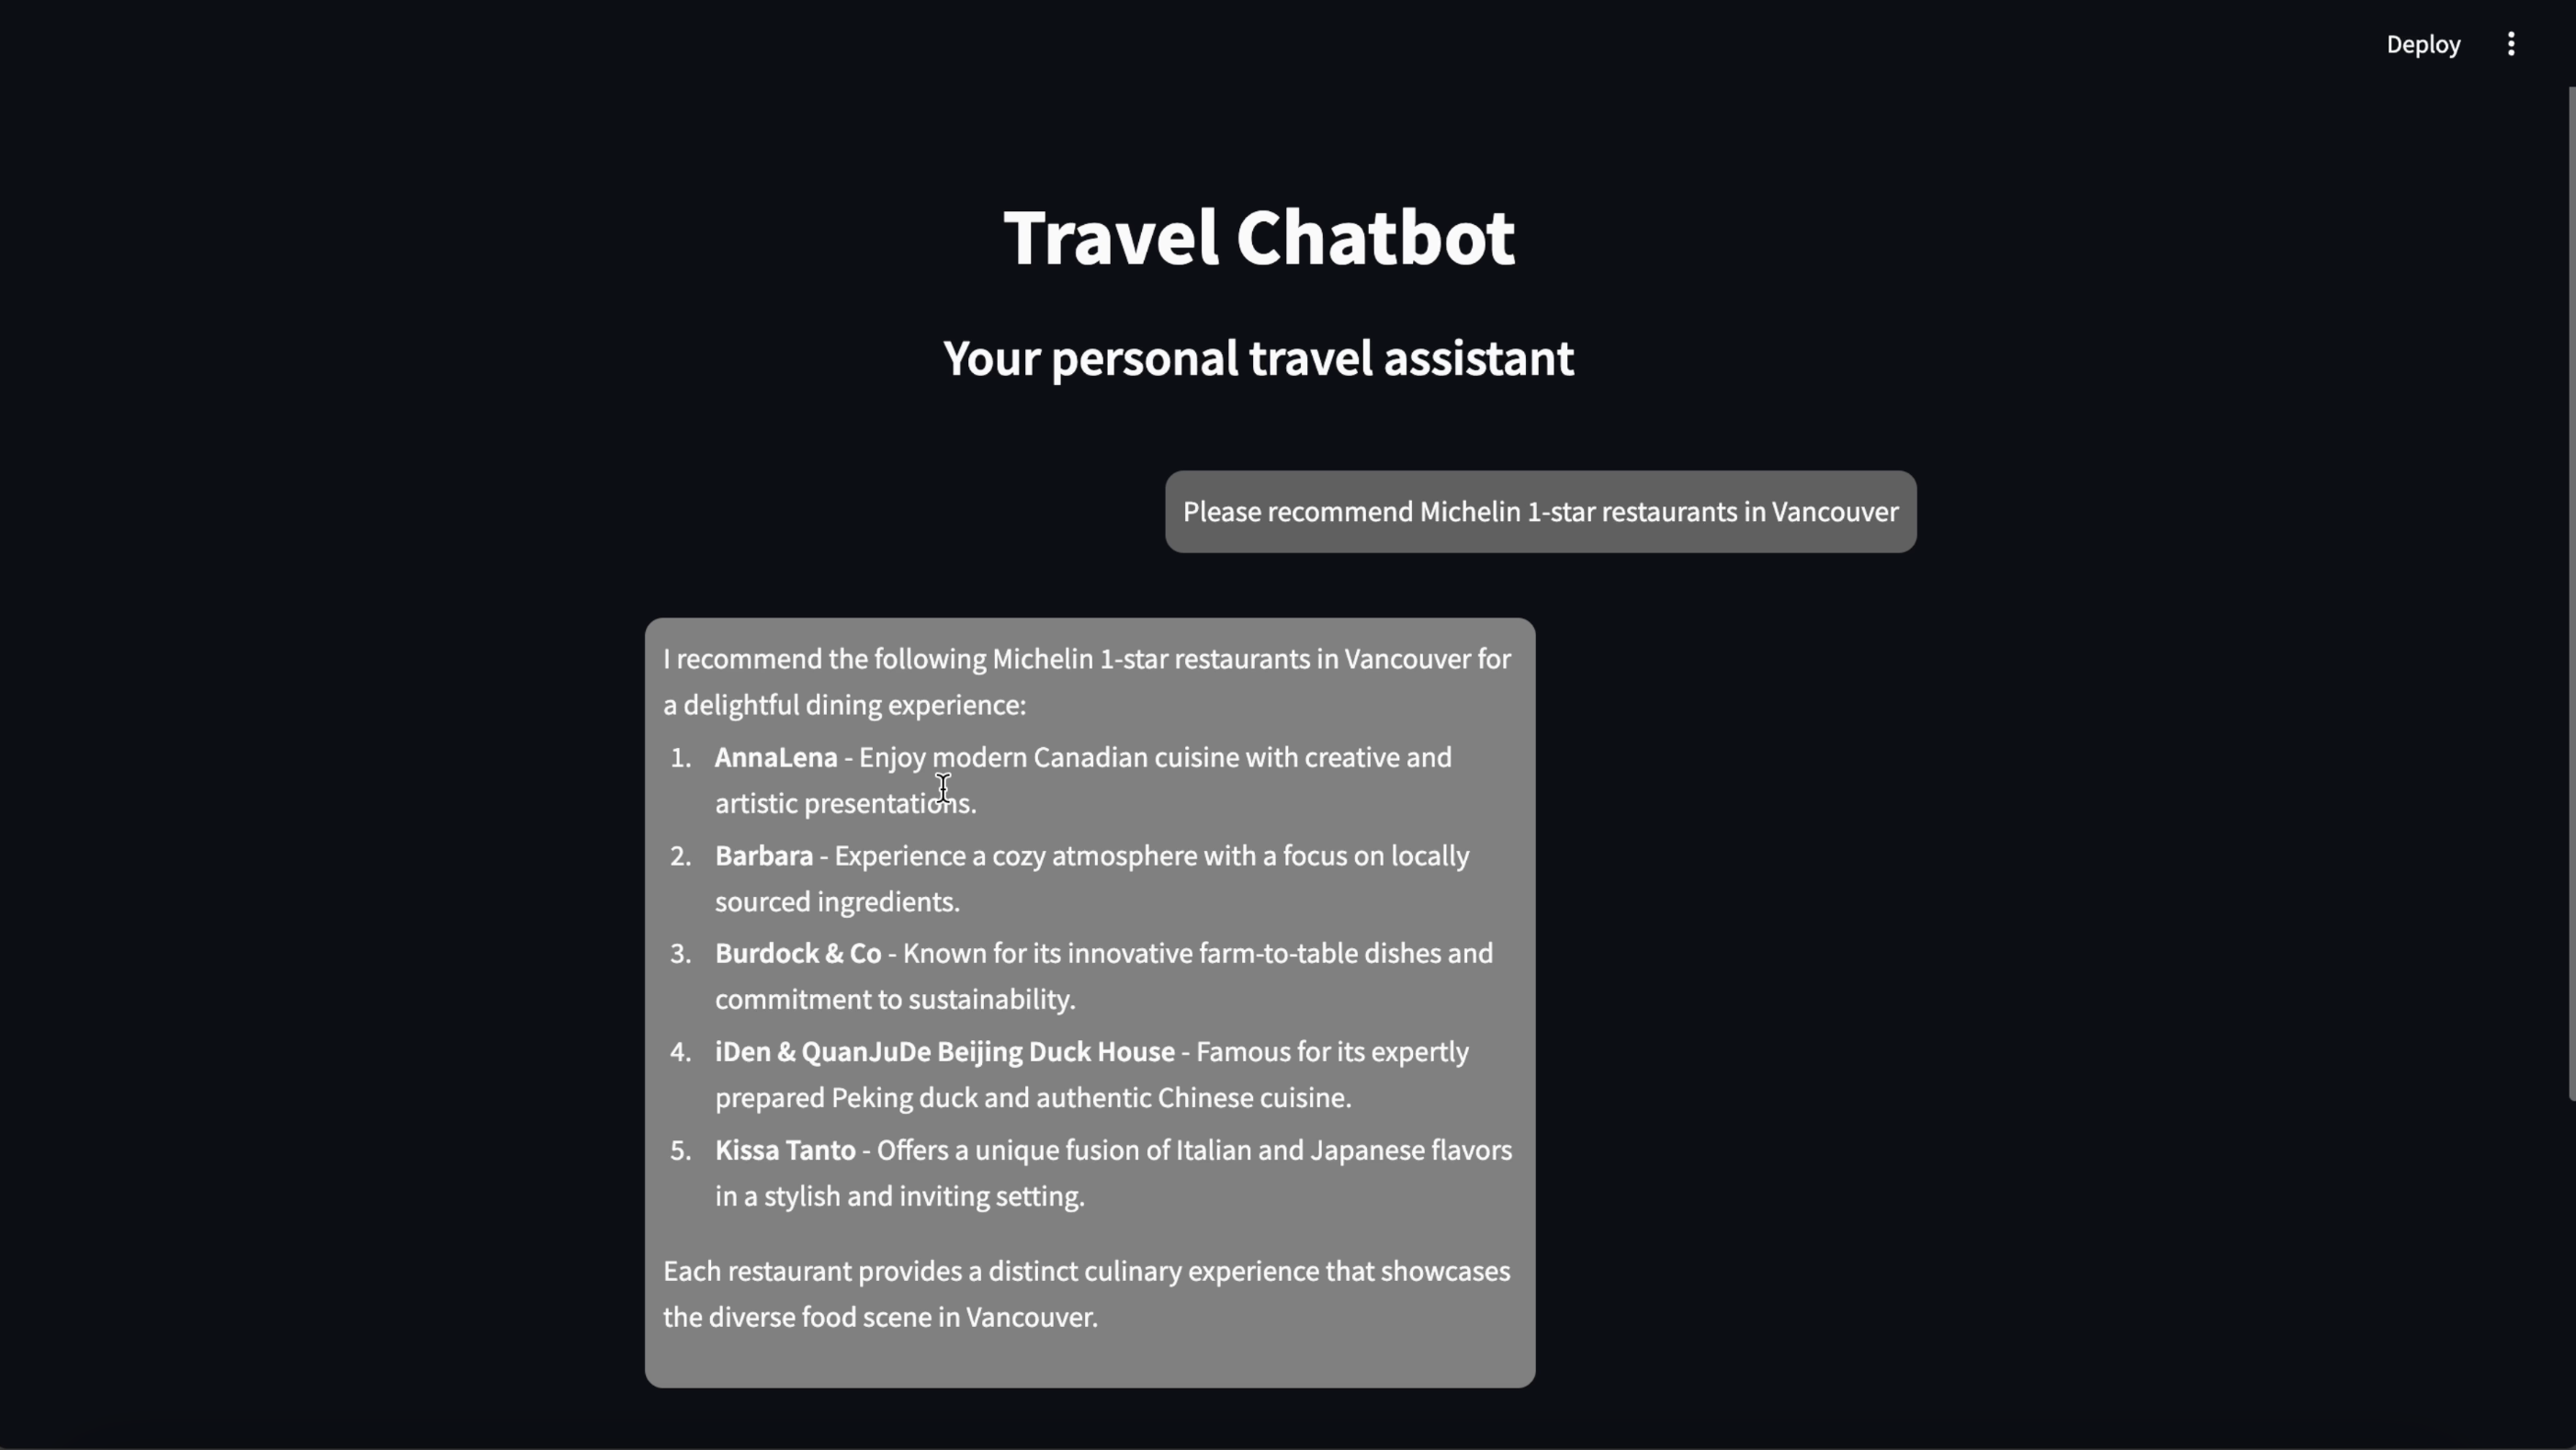 Deploy
Travel Chatbot
Your personal travel assistant
Please recommend Michelin 1-star restaurants in Vancouver
I recommend the following Michelin 1-star restaurants in Vancouver for
a delightful dining experience:
1. AnnaLena - Enjoy modern Canadian cuisine with creative and
artistic presentations.
2. Barbara - Experience a cozy atmosphere with a focus on locally
sourced ingredients.
3. Burdock & Co - Known for its innovative farm-to-table dishes and
commitment to sustainability.
4. iDen & QuanJuDe Beijing Duck House - Famous for its expertly
prepared Peking duck and authentic Chinese cuisine.
5. Kissa Tanto - Offers a unique fusion of Italian and Japanese flavors
in a stylish and inviting setting.
Each restaurant provides a distinct culinary experience that showcases
the diverse food scene in Vancouver.